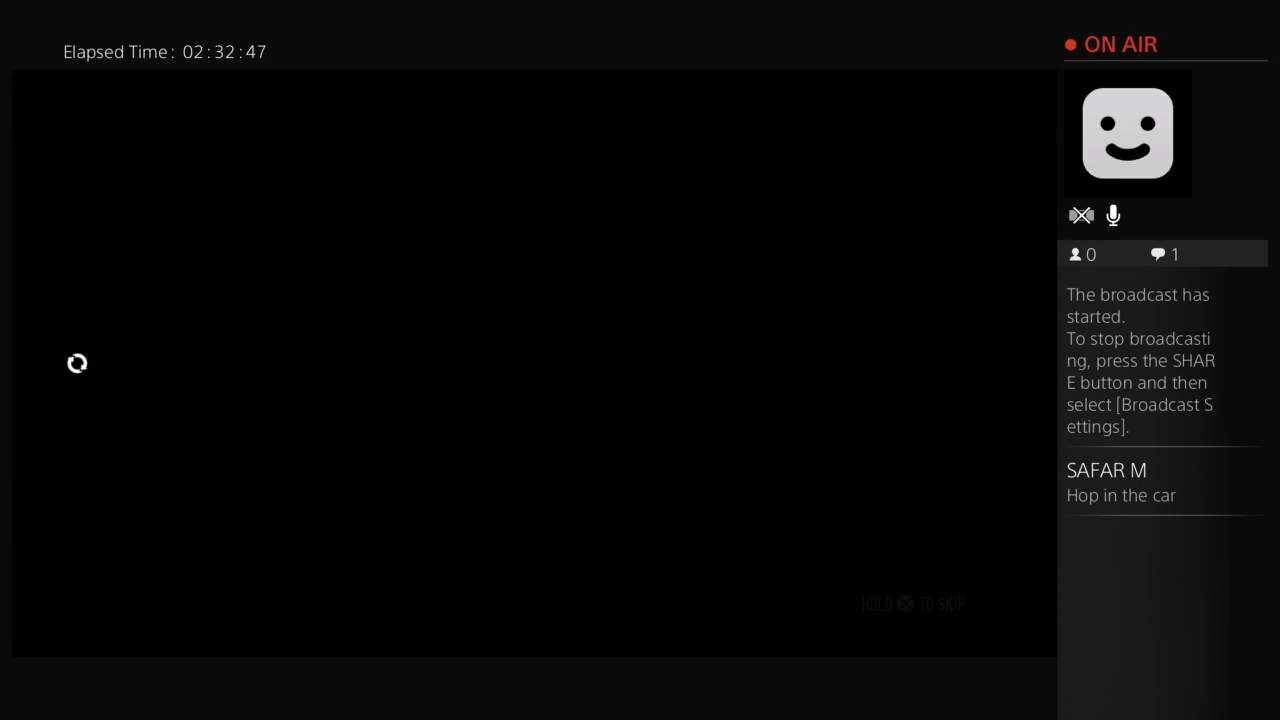 Elapsed Time: 02:32:47
ON AIR
0 1
The broadcast has
started.
To stop broadcasti
ng, press the SHAR
E button and then
select [Broadcast S
ettings].
SAFAR M
Hop in the car
HOLD TO SKIP